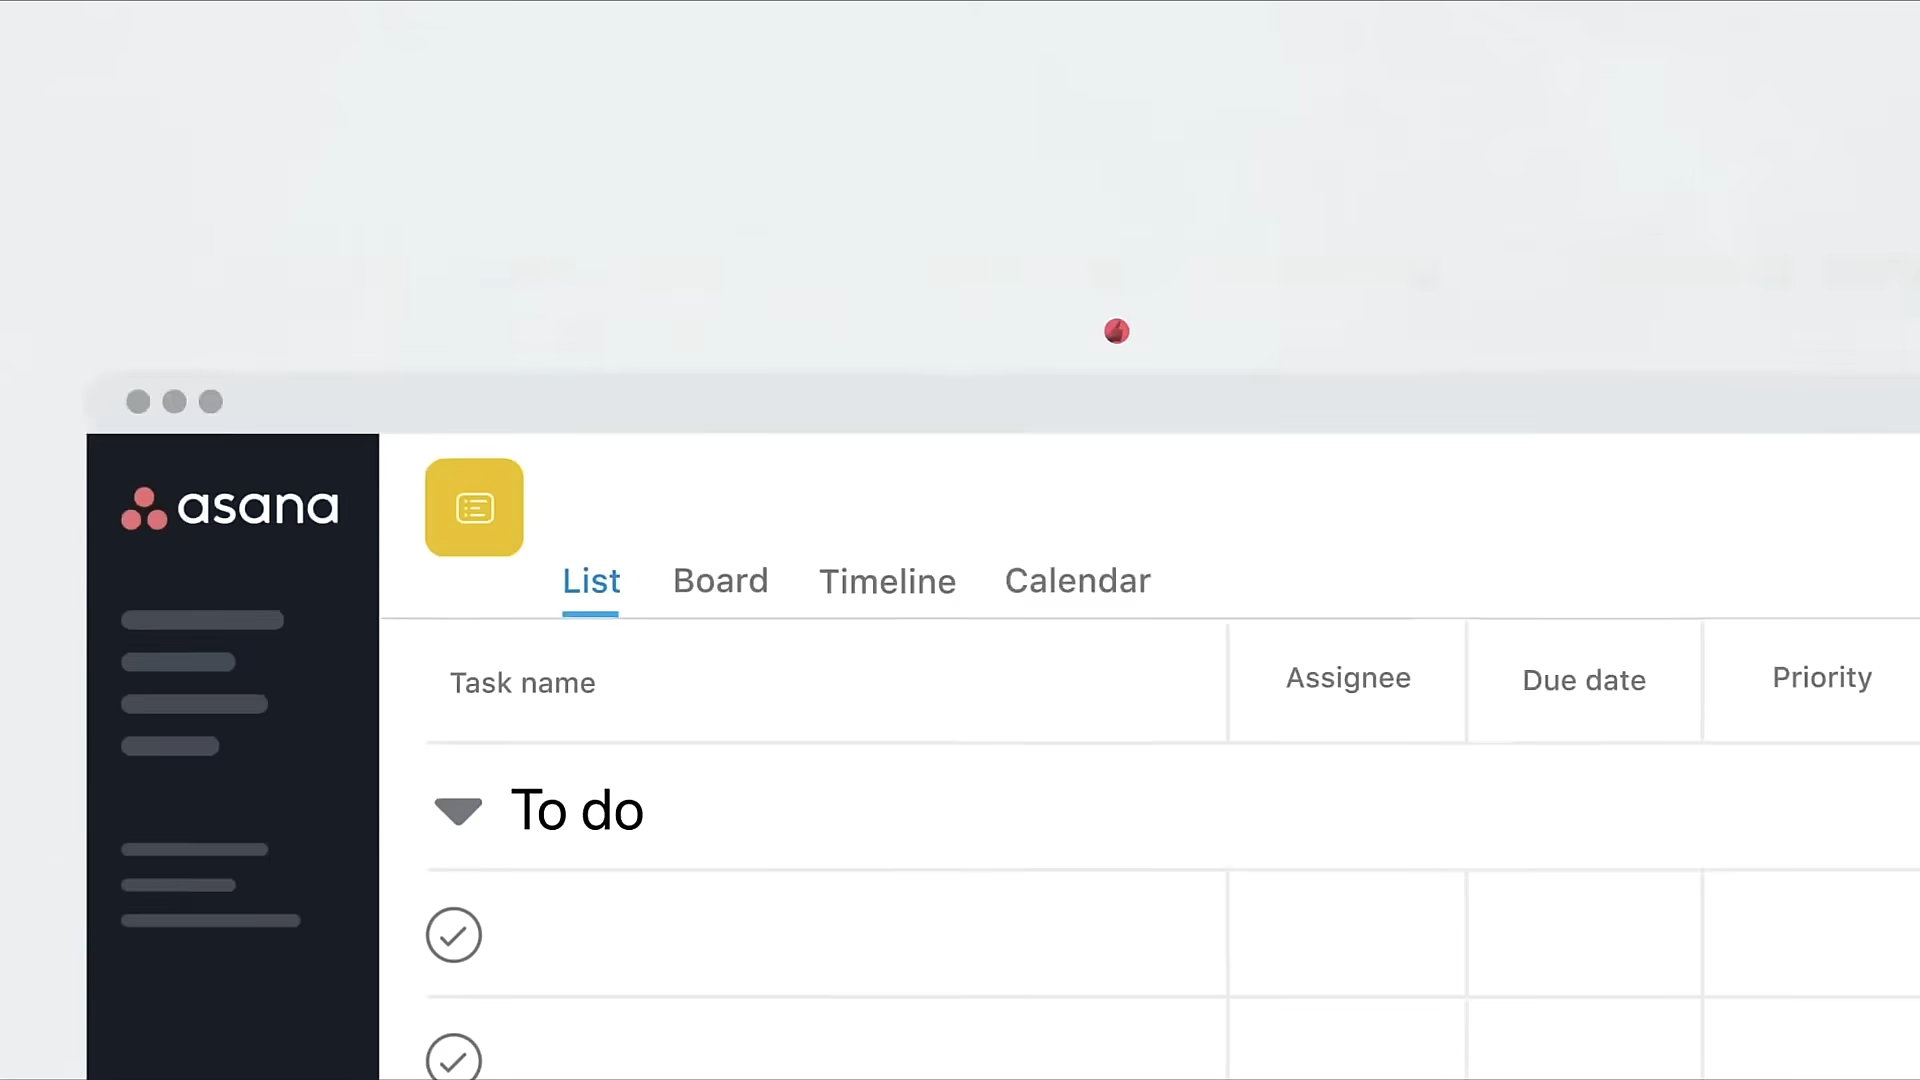 asana
List Board Timeline Calendar
Task name Assignee Due date Priority
To do